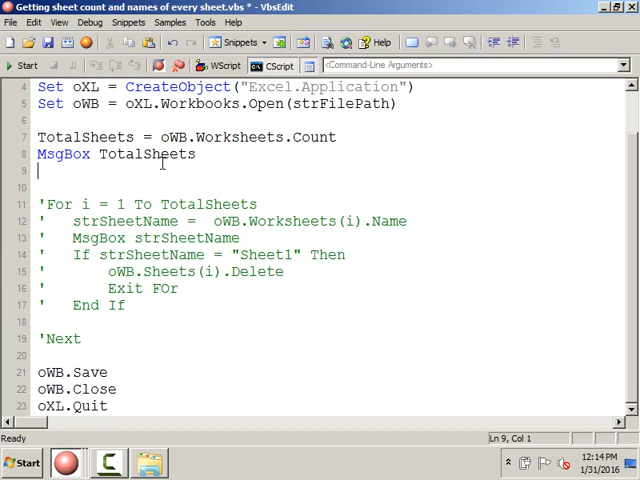 Getting sheet count and names of every sheet.vbs * - VbsEdit
File Edit View Debug Snippets Samples Tools Help
Snippets Help
Start WScript CScript <Command-Line Arguments>
4 Set oXL = CreateObject("Excel.Application")
5 Set oWB = oXL.Workbooks.Open(strFilePath)
6
7 TotalSheets = oWB.Worksheets.Count
8 MsgBox TotalSheets
9
10
11 'For i = 1 To TotalSheets
12 ' strSheetName = oWB.Worksheets(i).Name
13 ' MsgBox strSheetName
14 ' If strSheetName = "Sheet1" Then
15 ' oWB.Sheets(i).Delete
16 ' Exit FOr
17 ' End If
18
19 'Next
20
21 oWB.Save
22 oWB.Close
23 oXL.Quit
Ready Ln 9, Col 1
Start C 12:14 PM
1/31/2016